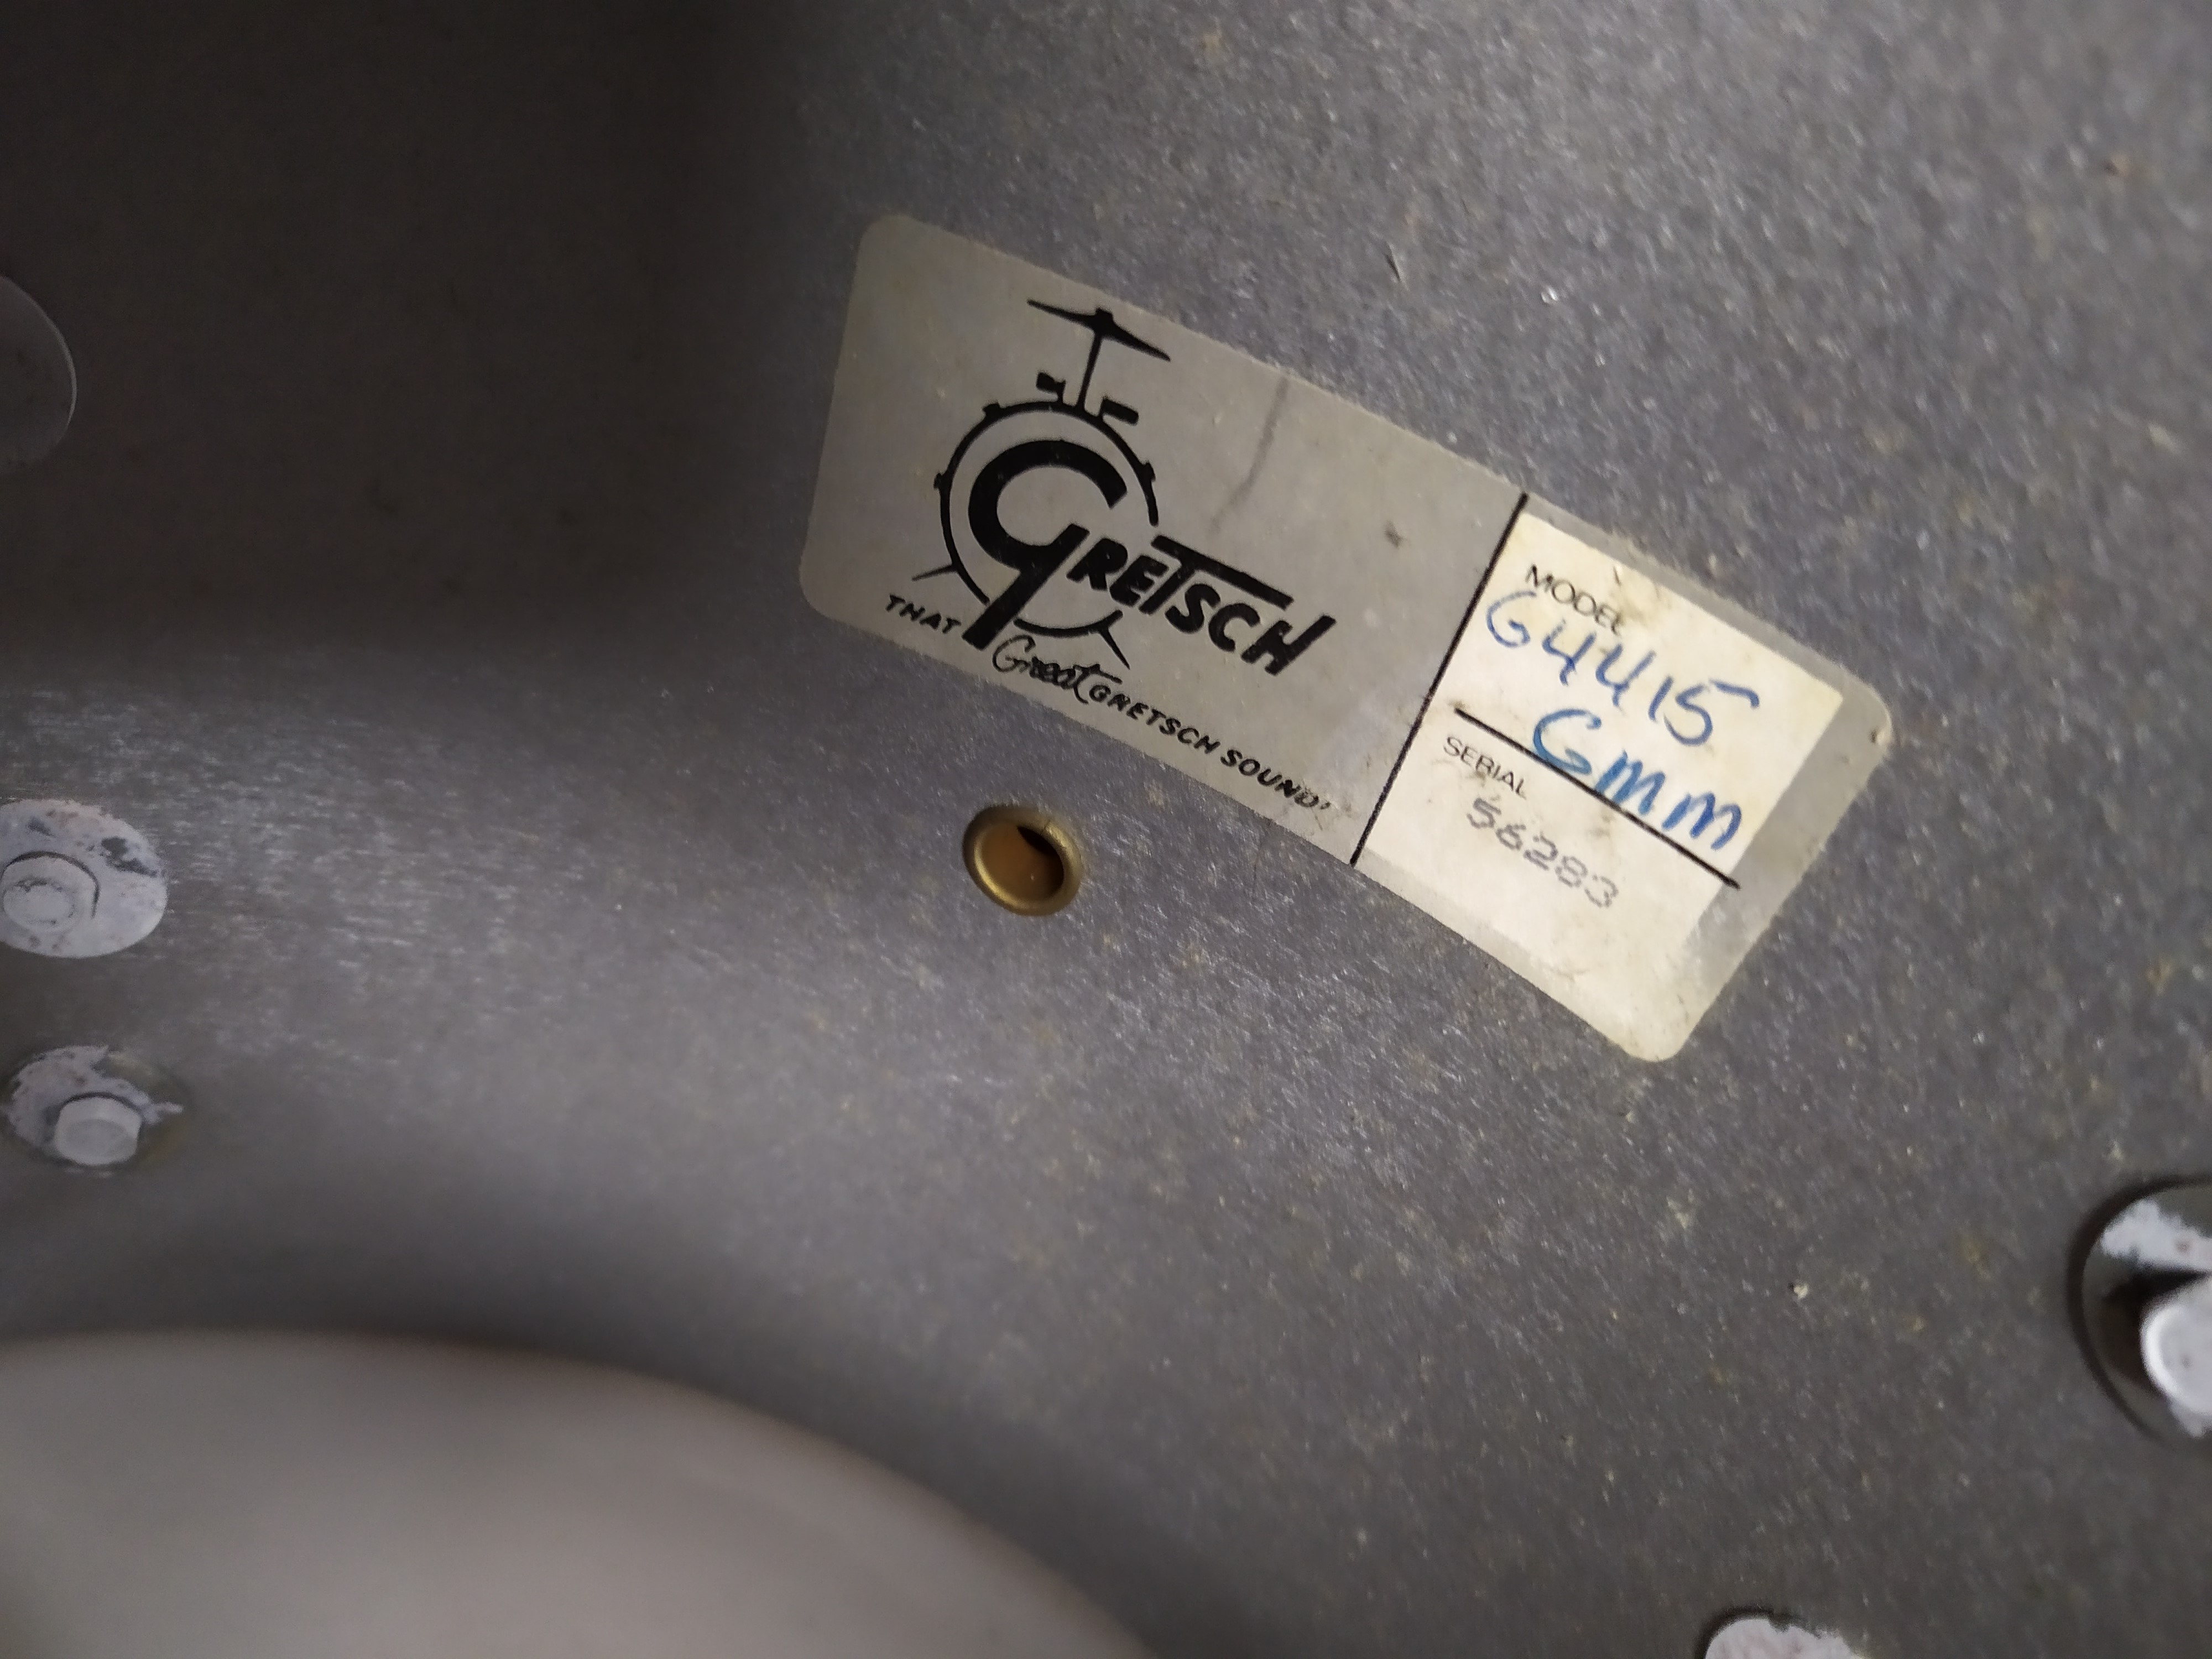 GRETSCH
THAT Great GRETSCH SOUND'
MODEL
G4415
GMM
SERIAL
56283